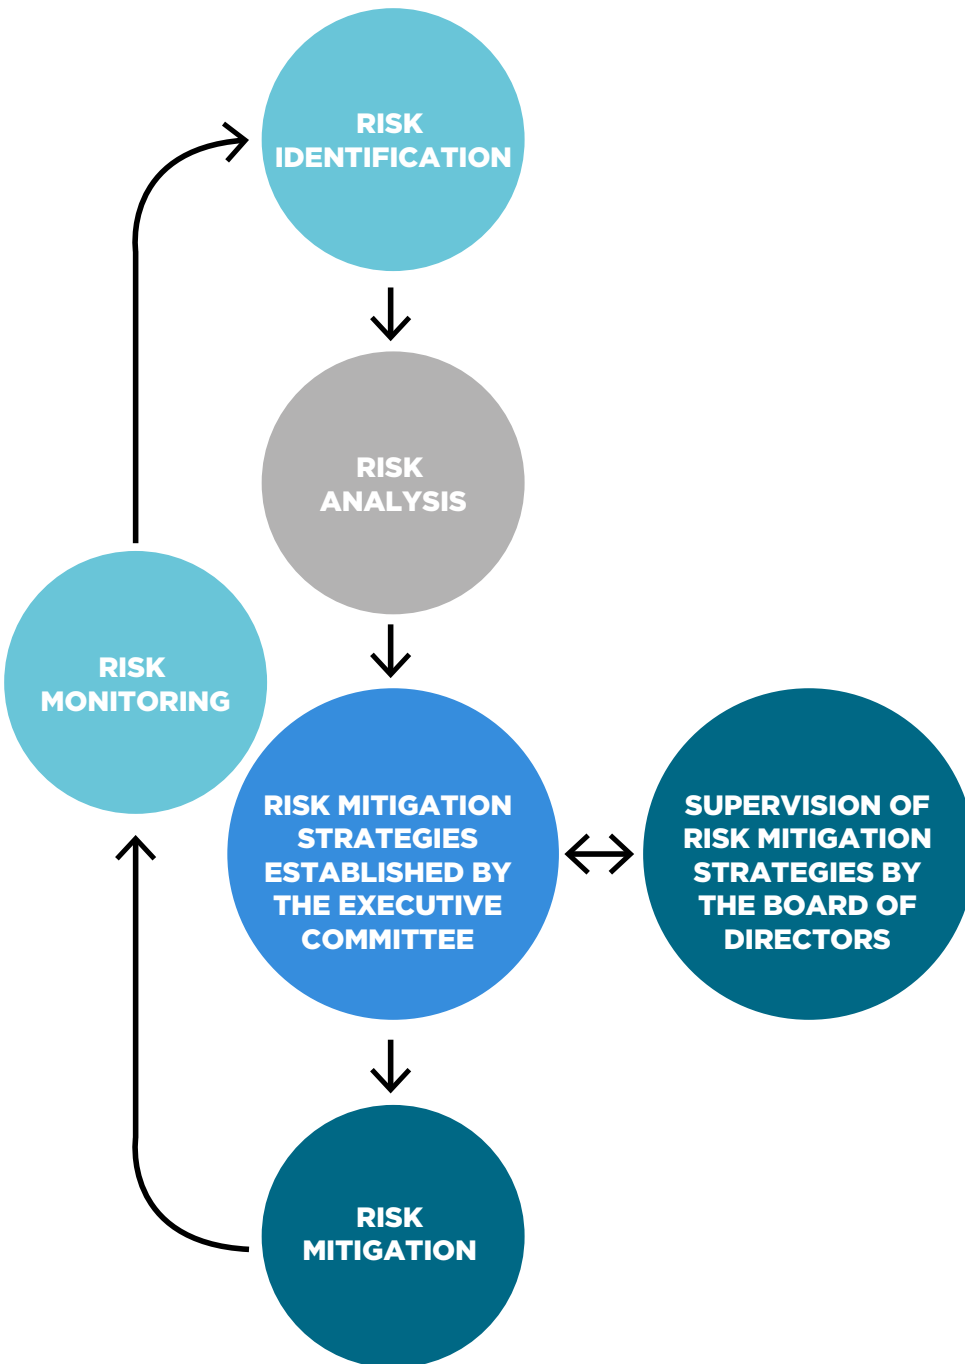 RISK
IDENTIFICATION
RISK
ANALYSIS
RISK
MONITORING
RISK MITIGATION
STRATEGIES
ESTABLISHED BY
THE EXECUTIVE
COMMITTEE
SUPERVISION OF
RISK MITIGATION
STRATEGIES BY
THE BOARD OF
DIRECTORS
RISK
MITIGATION